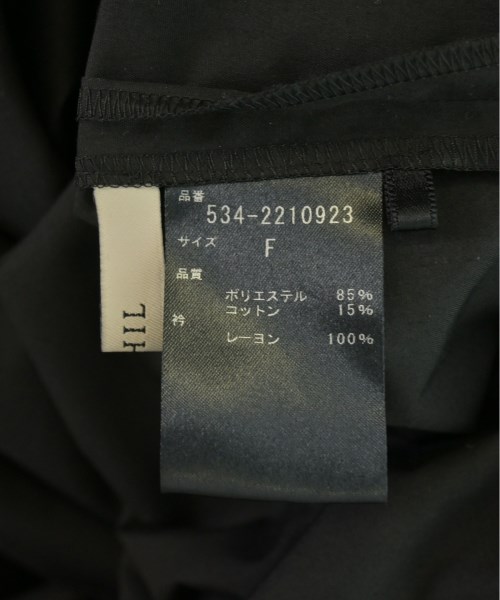 品番
534-2210923
サイズ F
品質
ポリエステル 85%
コットン 15%
衿
レーヨン 100%
HIL